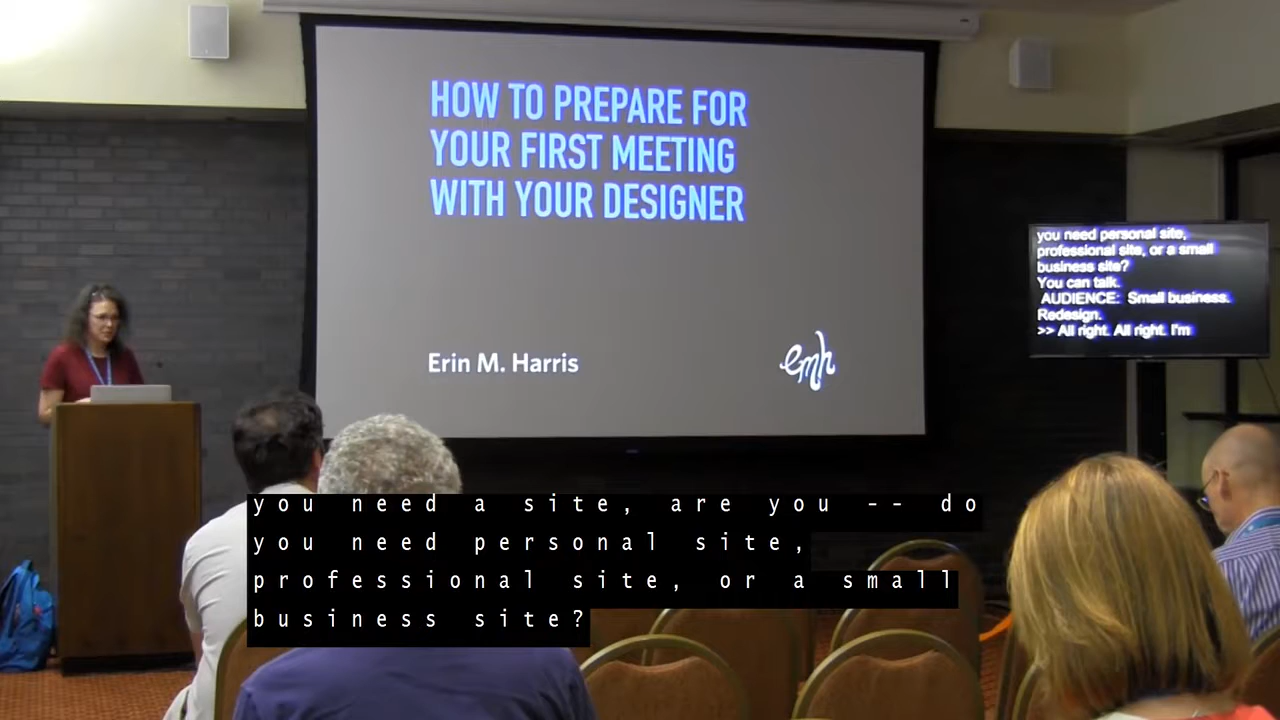 HOW TO PREPARE FOR
YOUR FIRST MEETING
WITH YOUR DESIGNER
Erin M. Harris
emh
you need personal site,
professional site, or a small
business site?
You can talk.
AUDIENCE: Small business.
Redesign.
>> All right. All right. I'm
you need a site, are you -- do
you need personal site,
professional site, or a small
business site?